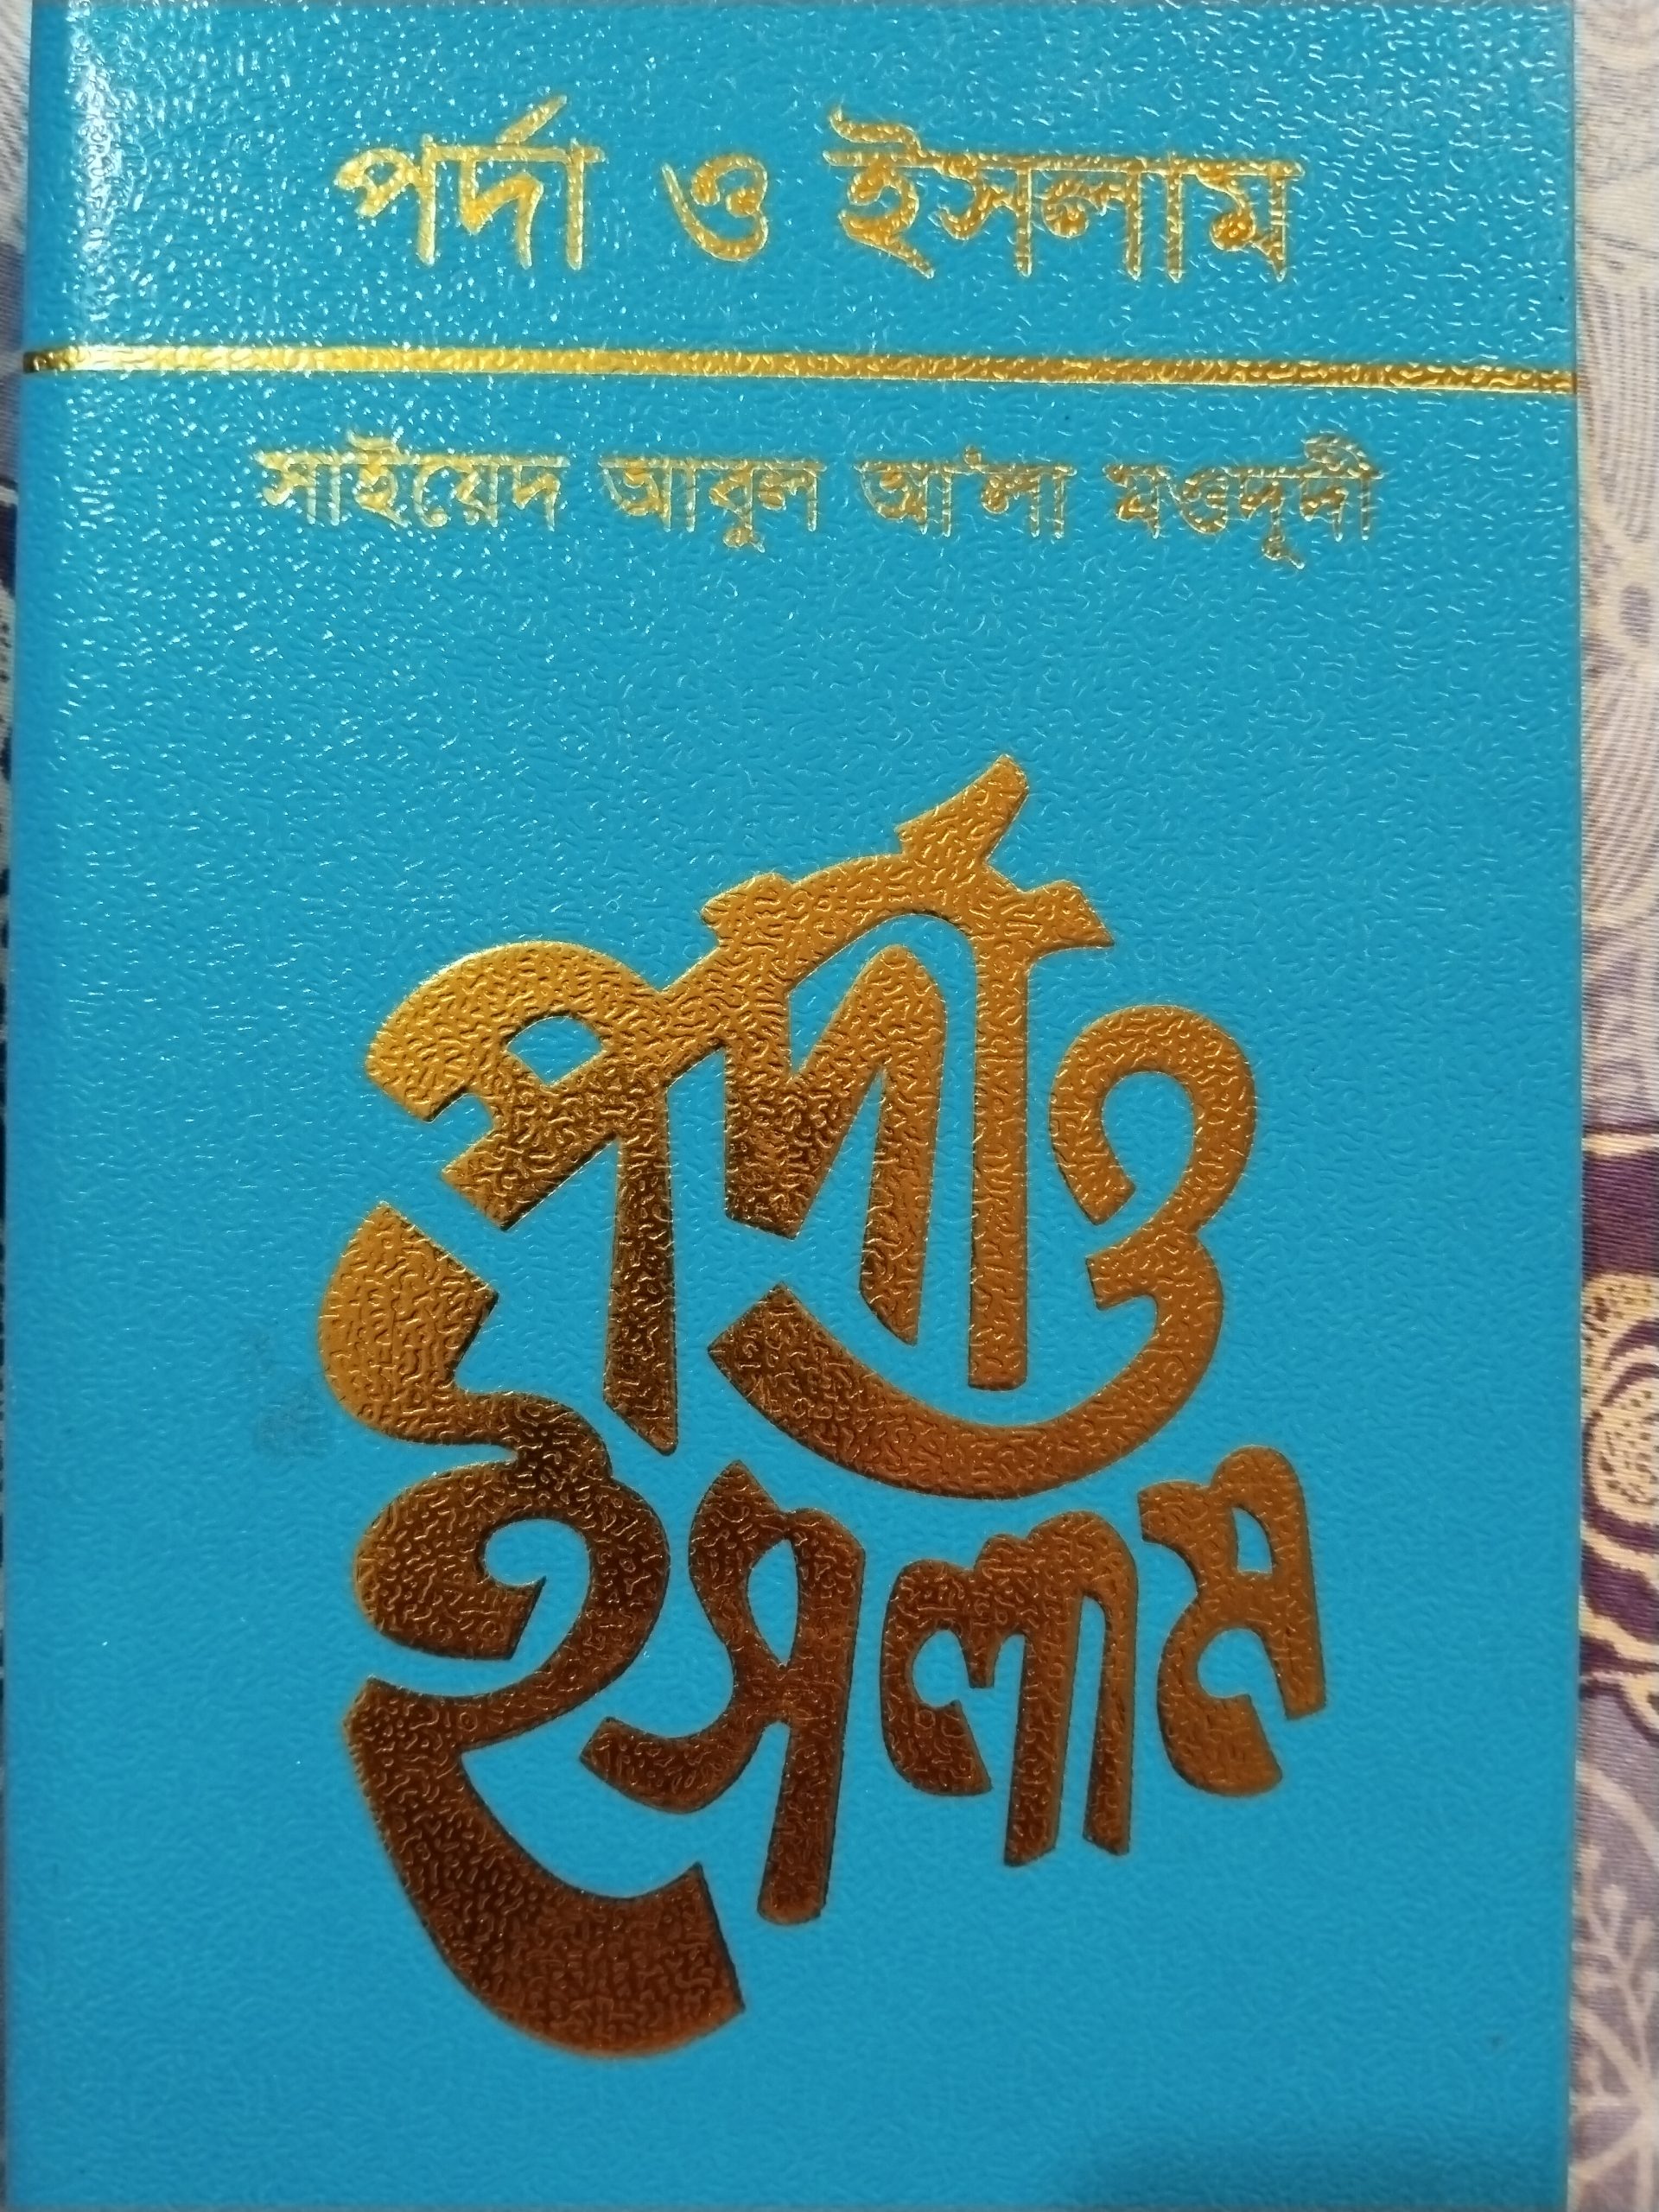 পর্দা ও ইসলাম
সাইয়েদ আবুল আ'লা মওদূদী
পর্দা ও
ইসলাম